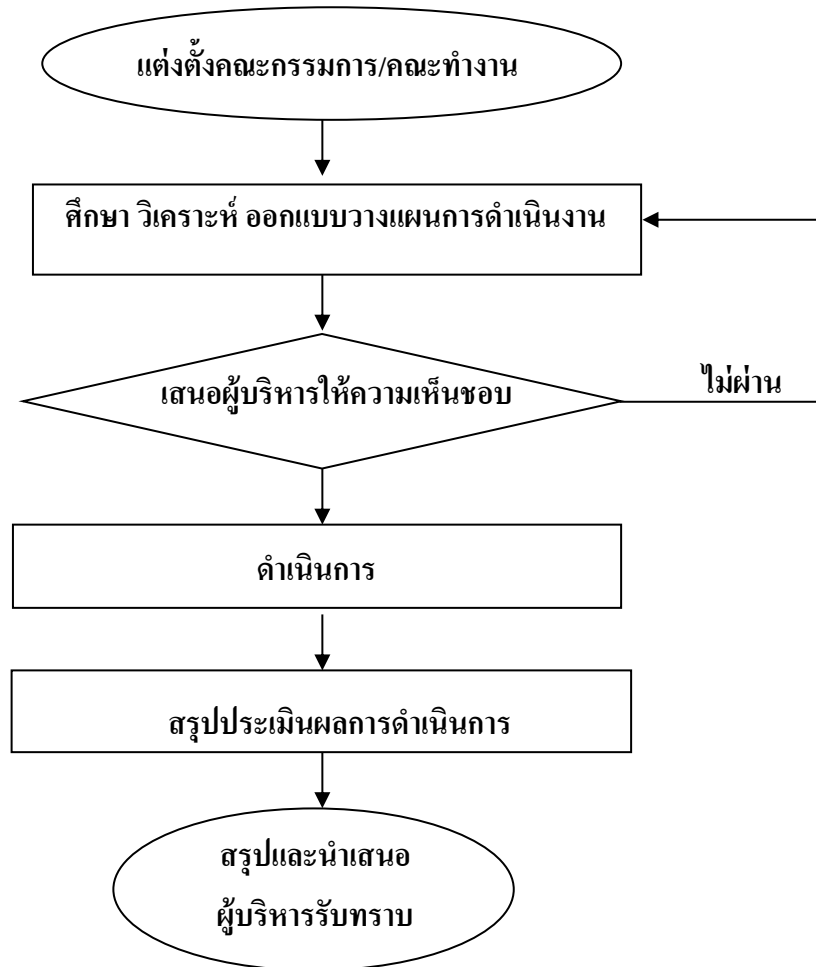 แต่งตั้งคณะกรรมการ/คณะทำงาน
ศึกษา วิเคราะห์ ออกแบบวางแผนการดำเนินงาน
เสนอผู้บริหารให้ความเห็นชอบ
ไม่ผ่าน
ดำเนินการ
สรุปประเมินผลการดำเนินการ
สรุปและนำเสนอ
ผู้บริหารรับทราบ